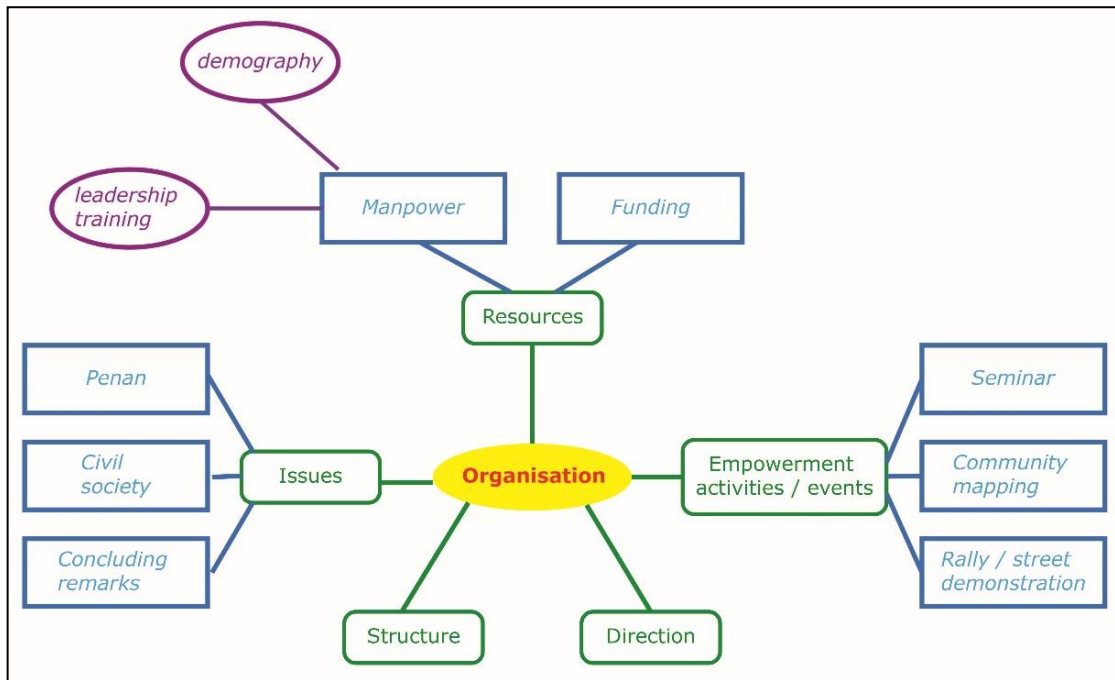 demography
leadership
training
Manpower
Funding
Resources
Penan
Civil
society
Concluding
remarks
Issues
Organisation
Empowerment
activities / events
Seminar
Community
mapping
Rally / street
demonstration
Structure
Direction